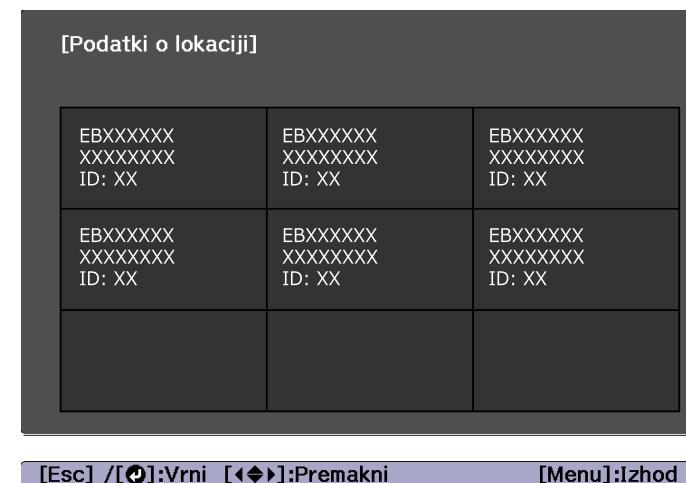 [Podatki o lokaciji]
EBXXXXXX EBXXXXXX EBXXXXXX
XXXXXXXX XXXXXXXX XXXXXXXX
ID: XX ID: XX ID: XX
EBXXXXXX EBXXXXXX EBXXXXXX
XXXXXXXX XXXXXXXX XXXXXXXX
ID: XX ID: XX ID: XX
[Esc] /[⏎]:Vrni [◀◆▶]:Premakni [Menu]:Izhod